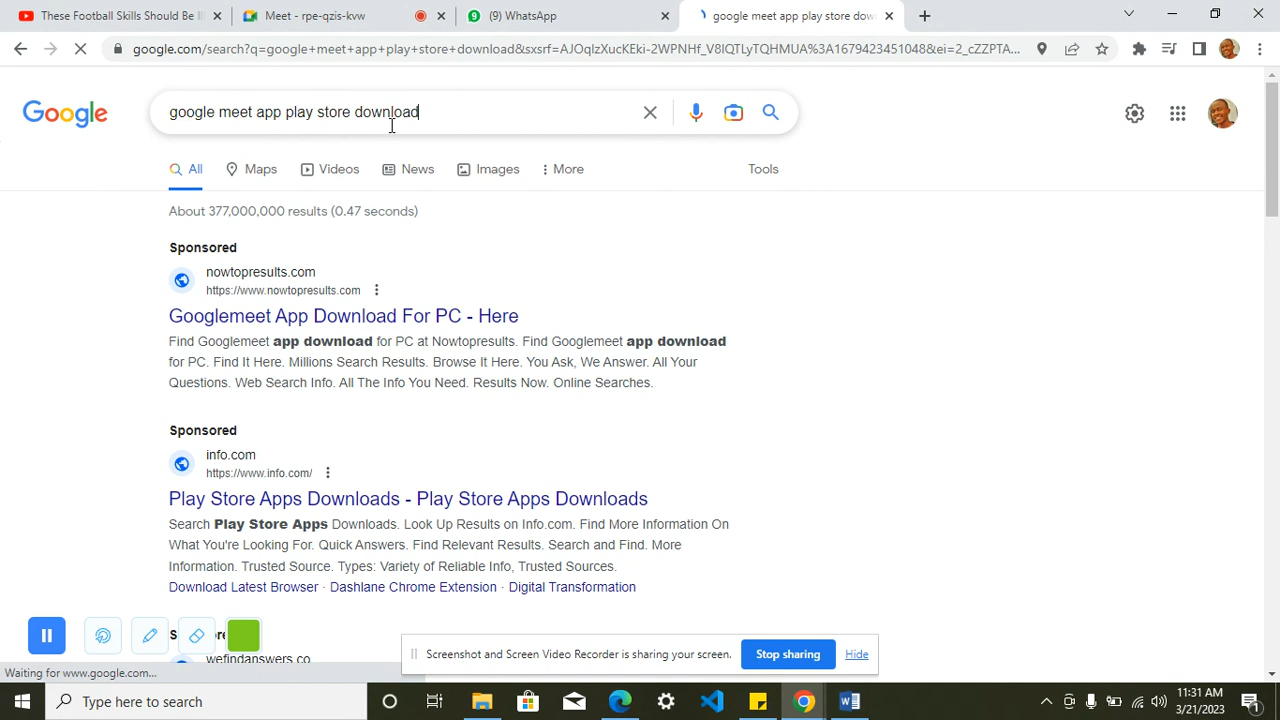 These Football Skills Should Be Ill
Meet - rpe-qzis-kvw
(9) WhatsApp
google meet app play store dow
google.com/search?q=google+meet+app+play+store+download&sxsrf=AJOqlzXucKEki-2WPNHf_V8IQTLyTQHMUA%3A1679423451048&ei=2_cZZPTA...
Google
google meet app play store download
All
Maps
Videos
News
Images
More
Tools
About 377,000,000 results (0.47 seconds)
Sponsored
nowtopresults.com
https://www.nowtopresults.com
Googlemeet App Download For PC - Here
Find Googlemeet app download for PC at Nowtopresults. Find Googlemeet app download
for PC. Find It Here. Millions Search Results. Browse It Here. You Ask, We Answer. All Your
Questions. Web Search Info. All The Info You Need. Results Now. Online Searches.
Sponsored
info.com
https://www.info.com/
Play Store Apps Downloads - Play Store Apps Downloads
Search Play Store Apps Downloads. Look Up Results on Info.com. Find More Information On
What You're Looking For. Quick Answers. Find Relevant Results. Search and Find. More
Information. Trusted Source. Types: Variety of Reliable Info, Trusted Sources.
Download Latest Browser · Dashlane Chrome Extension · Digital Transformation
wefindanswers.co
Screenshot and Screen Video Recorder is sharing your screen.
Stop sharing
Hide
Waiting for www.google.com...
Type here to search
11:31 AM
3/21/2023
1